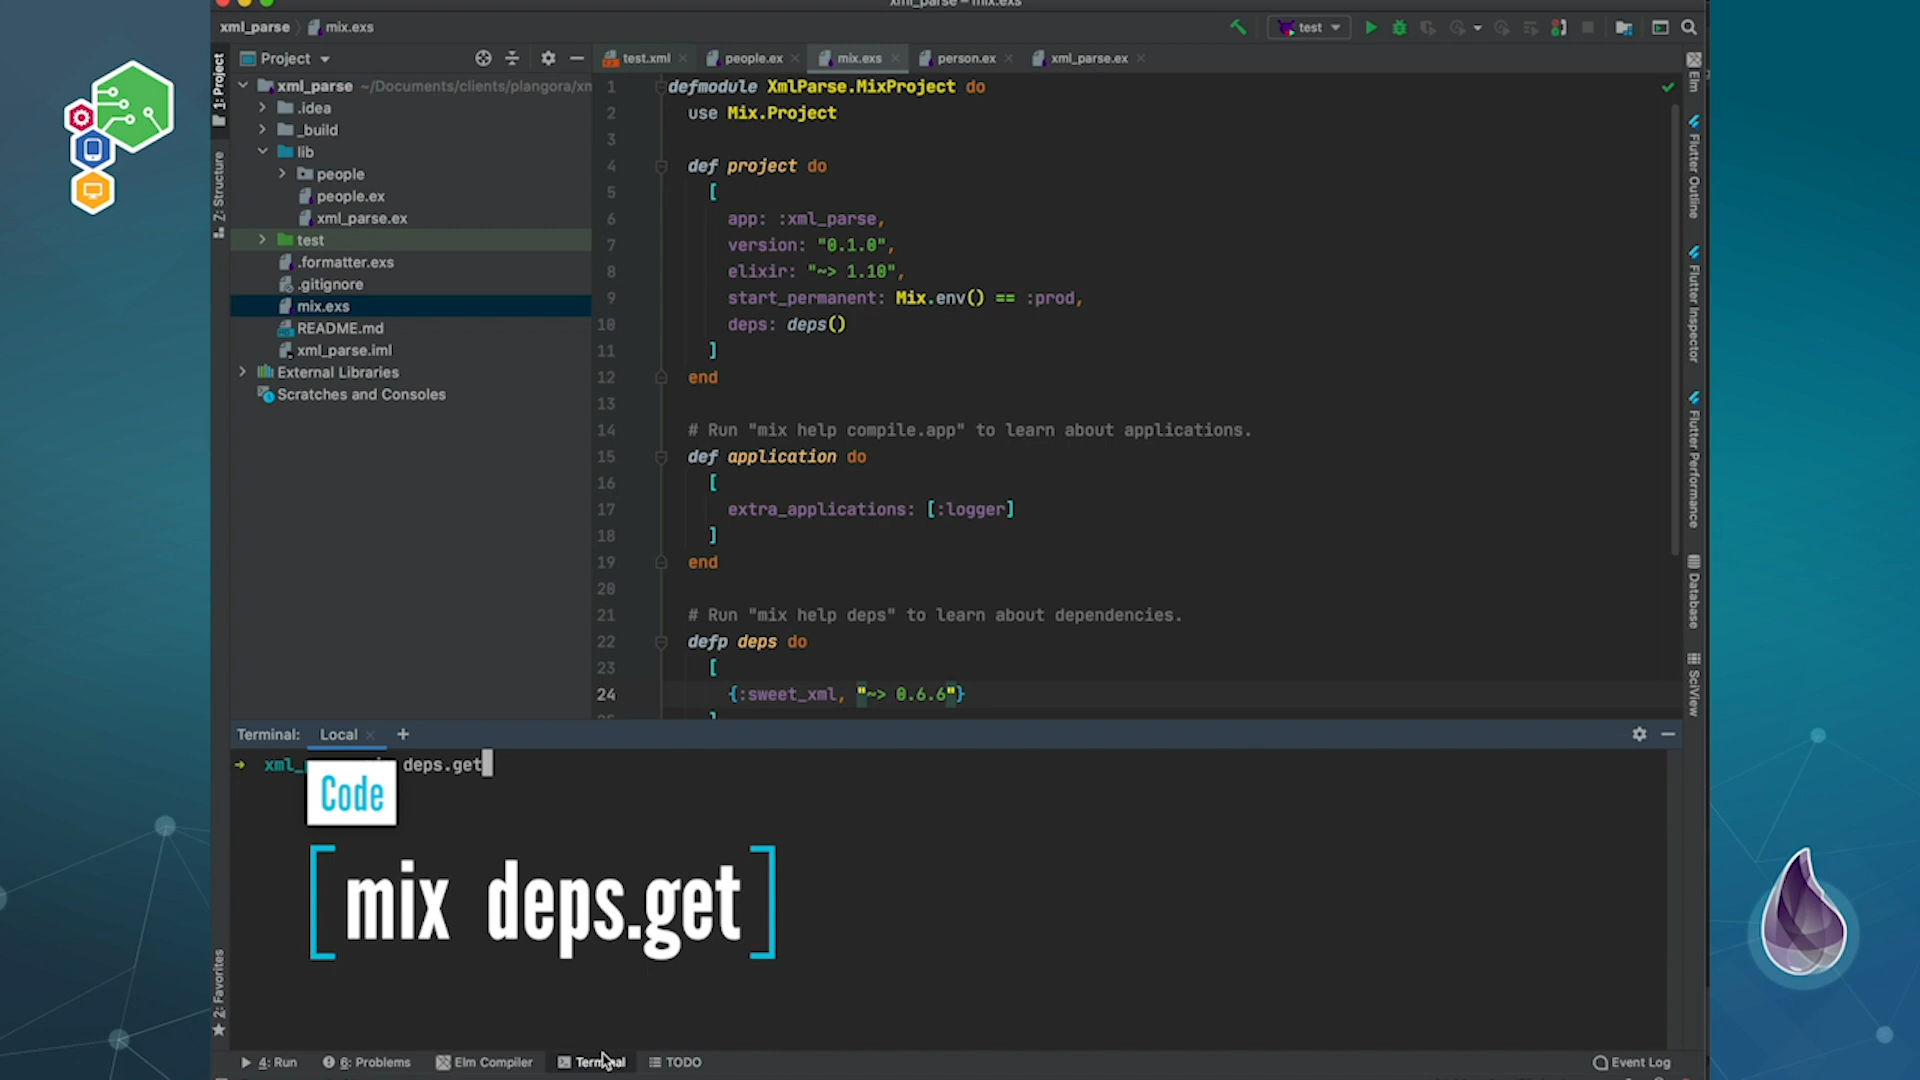 xml_parse – mix.exs
xml_parse
mix.exs
test
1: Project
Project
test.xml
people.ex
mix.exs
person.ex
xml_parse.ex
xml_parse ~/Documents/clients/plangora/xm
.idea
_build
lib
people
people.ex
xml_parse.ex
test
.formatter.exs
.gitignore
mix.exs
README.md
xml_parse.iml
External Libraries
Scratches and Consoles
Z: Structure
2: Favorites
1 defmodule XmlParse.MixProject do
2 use Mix.Project
3
4 def project do
5 [
6 app: :xml_parse,
7 version: "0.1.0",
8 elixir: "~> 1.10",
9 start_permanent: Mix.env() == :prod,
10 deps: deps()
11 ]
12 end
13
14 # Run "mix help compile.app" to learn about applications.
15 def application do
16 [
17 extra_applications: [:logger]
18 ]
19 end
20
21 # Run "mix help deps" to learn about dependencies.
22 defp deps do
23 [
24 {:sweet_xml, "~> 0.6.6"}
25 ]
Elm
Flutter Outline
Flutter Inspector
Flutter Performance
Database
SciView
Terminal:
Local
+
→ xml_ deps.get
Code
[mix deps.get]
4: Run
6: Problems
Elm Compiler
Terminal
TODO
Event Log